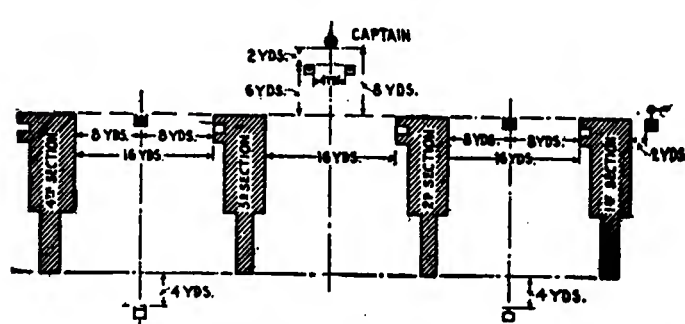 CAPTAIN
2 YDS.
6 YDS.
8 YDS.
8 YDS. 8 YDS.
8 YDS. 8 YDS.
16 YDS.
16 YDS.
16 YDS.
2 YDS.
4TH SECTION
3D SECTION
2D SECTION
1ST SECTION
4 YDS.
4 YDS.